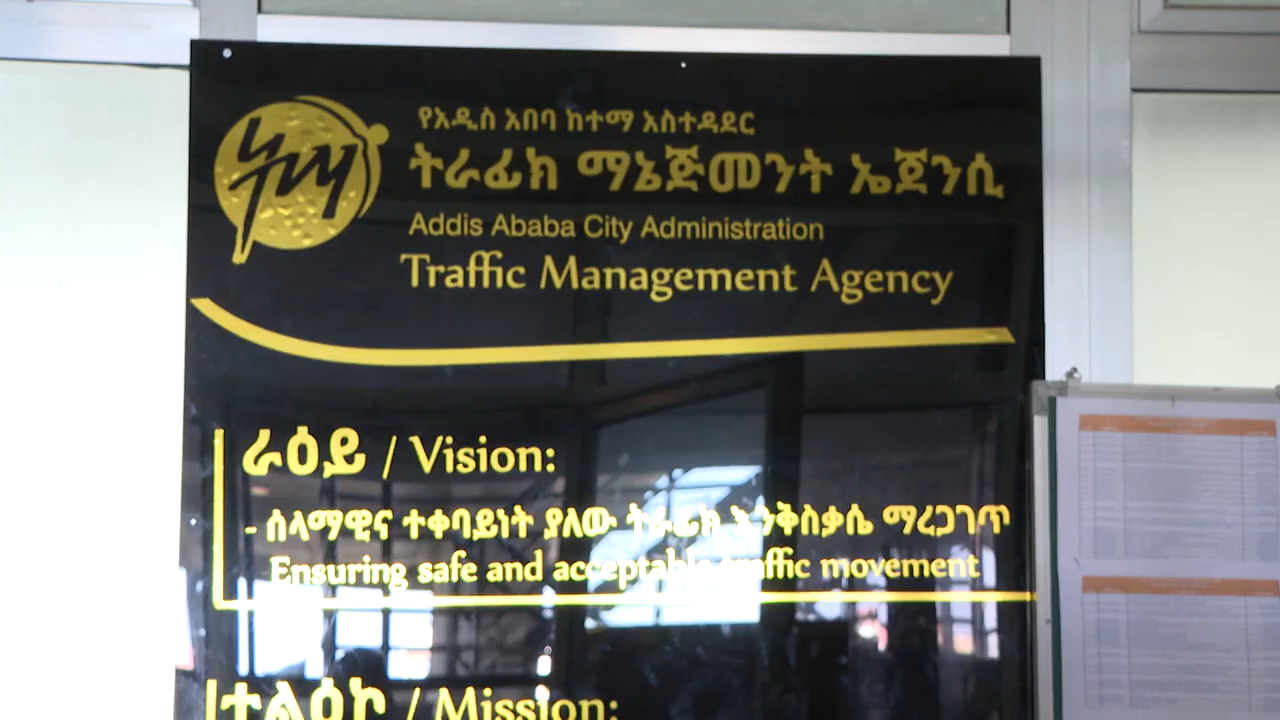 የአዲስ አበባ ከተማ አስተዳደር
ትራፊክ ማኔጅመንት ኤጀንሲ
Addis Ababa City Administration
Traffic Management Agency
ራዕይ / Vision:
- ሰላማዊና ተቀባይነት ያለው ትራፊክ እንቅስቃሴ ማረጋገጥ
Ensuring safe and acceptable traffic movement
ተልዕኮ / Mission: